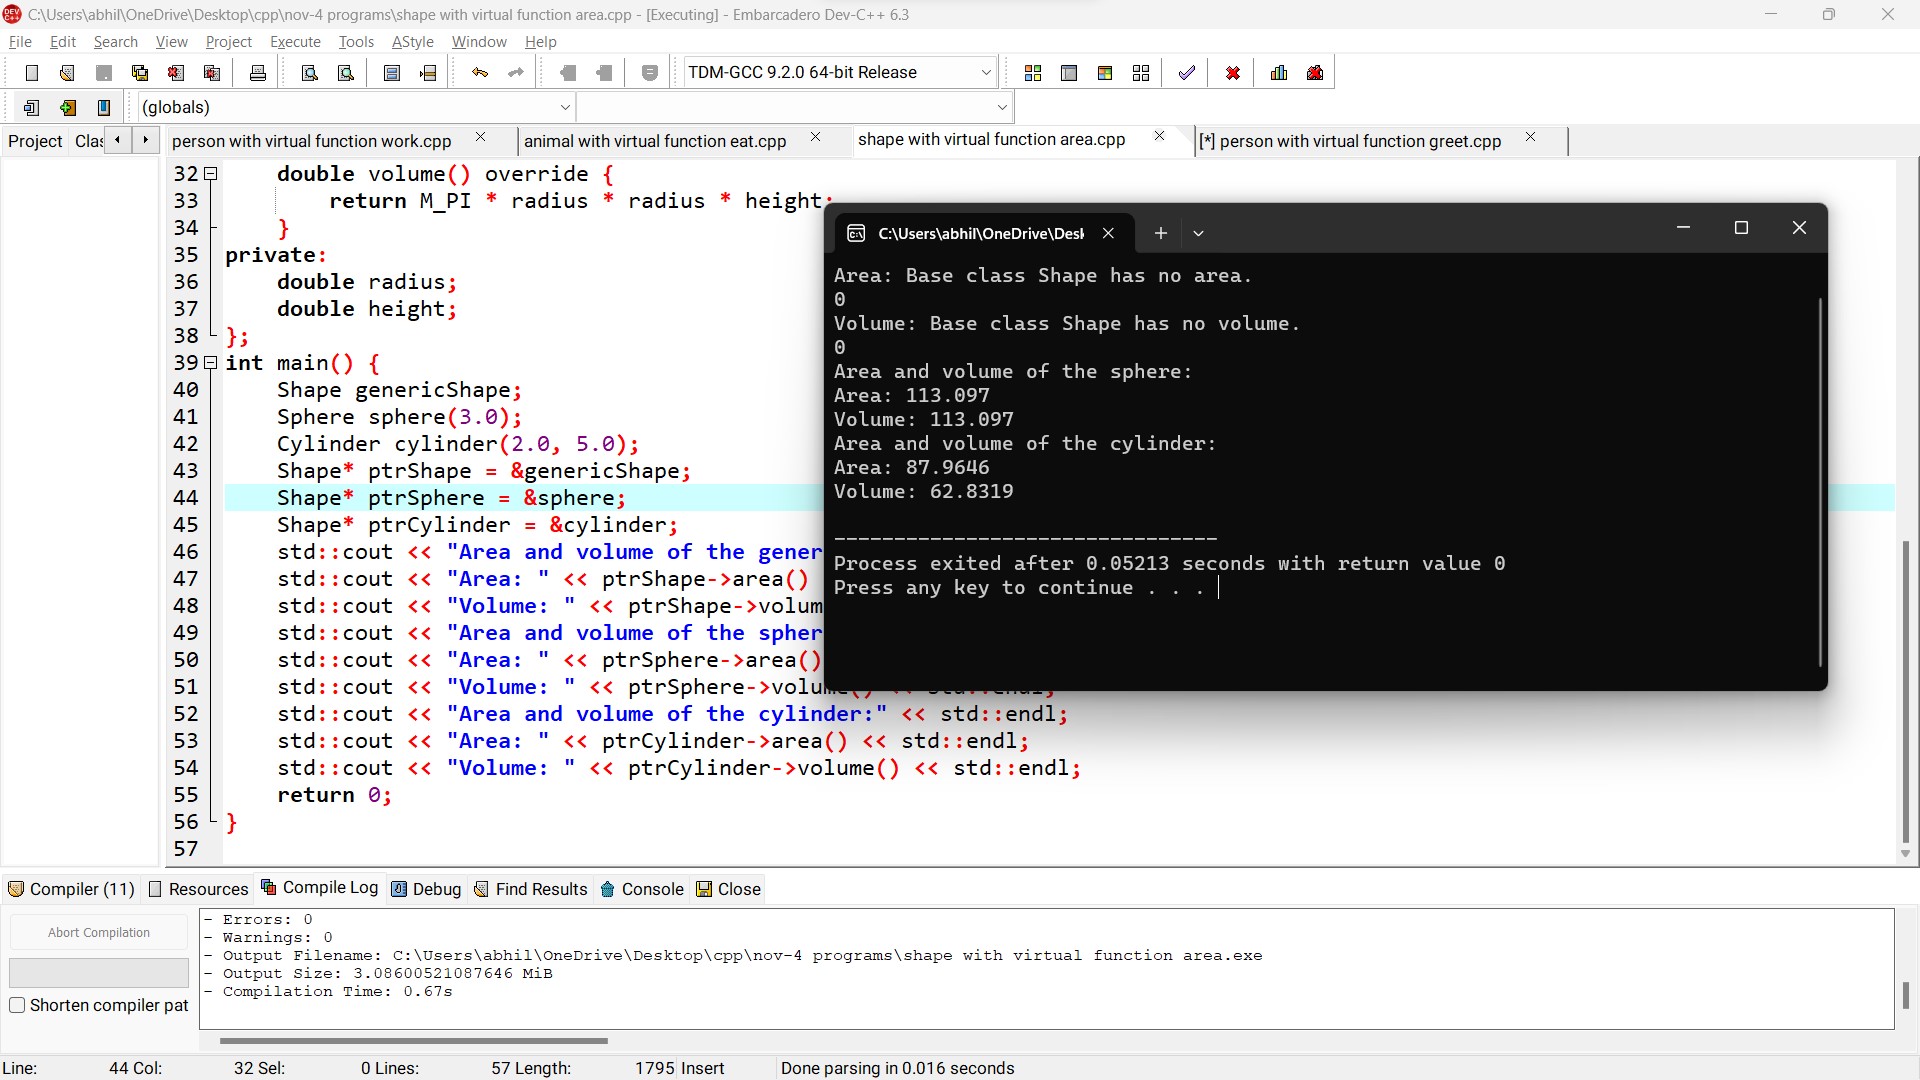 C:\Users\abhil\OneDrive\Desktop\cpp\nov-4 programs\shape with virtual function area.cpp - [Executing] - Embarcadero Dev-C++ 6.3
File Edit Search View Project Execute Tools AStyle Window Help
TDM-GCC 9.2.0 64-bit Release
(globals)
Project Clas person with virtual function work.cpp animal with virtual function eat.cpp shape with virtual function area.cpp [*] person with virtual function greet.cpp
32 double volume() override {
33 return M_PI * radius * radius * height;
34 }
35 private:
36 double radius;
37 double height;
38 };
39 int main() {
40 Shape genericShape;
41 Sphere sphere(3.0);
42 Cylinder cylinder(2.0, 5.0);
43 Shape* ptrShape = &genericShape;
44 Shape* ptrSphere = &sphere;
45 Shape* ptrCylinder = &cylinder;
46 std::cout << "Area and volume of the gener
47 std::cout << "Area: " << ptrShape->area()
48 std::cout << "Volume: " << ptrShape->volum
49 std::cout << "Area and volume of the spher
50 std::cout << "Area: " << ptrSphere->area()
51 std::cout << "Volume: " << ptrSphere->volume() << std::endl;
52 std::cout << "Area and volume of the cylinder:" << std::endl;
53 std::cout << "Area: " << ptrCylinder->area() << std::endl;
54 std::cout << "Volume: " << ptrCylinder->volume() << std::endl;
55 return 0;
56 }
57
C:\Users\abhil\OneDrive\Desk
Area: Base class Shape has no area.
0
Volume: Base class Shape has no volume.
0
Area and volume of the sphere:
Area: 113.097
Volume: 113.097
Area and volume of the cylinder:
Area: 87.9646
Volume: 62.8319
--------------------------------
Process exited after 0.05213 seconds with return value 0
Press any key to continue . . .
Compiler (11) Resources Compile Log Debug Find Results Console Close
Abort Compilation
Shorten compiler pat
- Errors: 0
- Warnings: 0
- Output Filename: C:\Users\abhil\OneDrive\Desktop\cpp\nov-4 programs\shape with virtual function area.exe
- Output Size: 3.08600521087646 MiB
- Compilation Time: 0.67s
Line: 44 Col: 32 Sel: 0 Lines: 57 Length: 1795 Insert Done parsing in 0.016 seconds